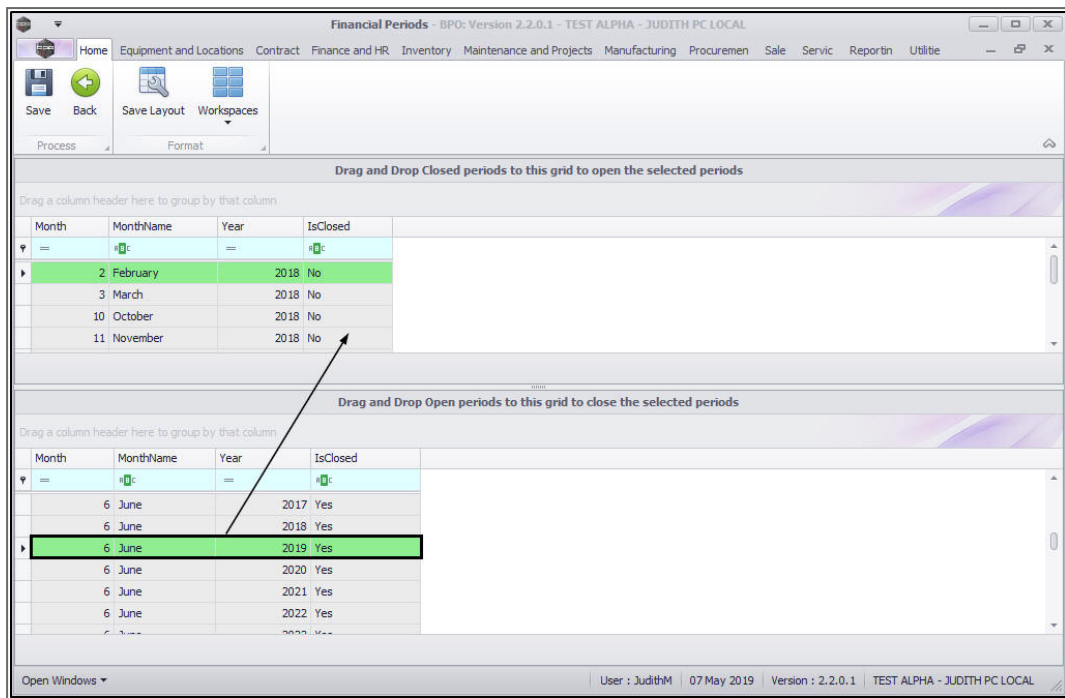 Financial Periods - BPO: Version 2.2.0.1 - TEST ALPHA - JUDITH PC LOCAL
Home Equipment and Locations Contract Finance and HR Inventory Maintenance and Projects Manufacturing Procuremen Sale Servic Reportin Utilitie
Save Back Save Layout Workspaces
Process Format
Drag and Drop Closed periods to this grid to open the selected periods
Drag a column header here to group by that column
Month MonthName Year IsClosed
= ABC = ABC
2 February 2018 No
3 March 2018 No
10 October 2018 No
11 November 2018 No
Drag and Drop Open periods to this grid to close the selected periods
Drag a column header here to group by that column
Month MonthName Year IsClosed
= ABC = ABC
6 June 2017 Yes
6 June 2018 Yes
6 June 2019 Yes
6 June 2020 Yes
6 June 2021 Yes
6 June 2022 Yes
Open Windows User : JudithM 07 May 2019 Version : 2.2.0.1 TEST ALPHA - JUDITH PC LOCAL